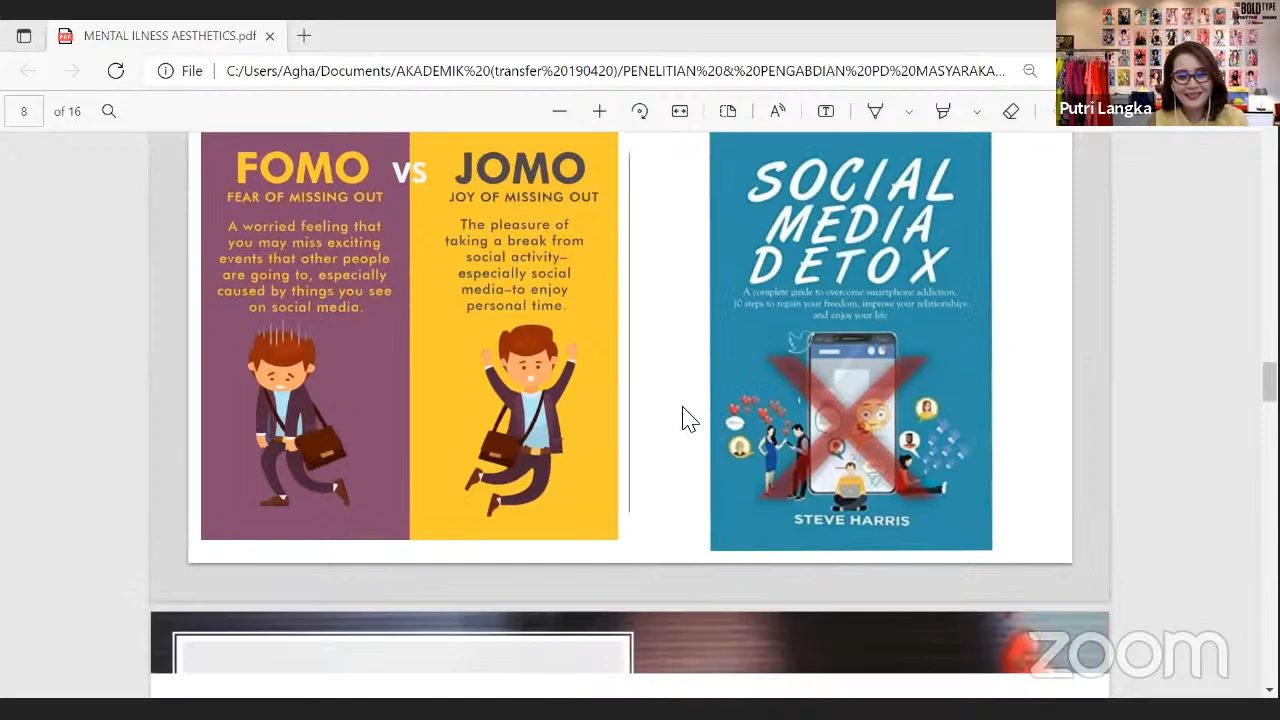 MENTAL ILNESS AESTHETICS.pdf
File
C:/Users/Agha/Documents/AKADEMIK%20(transfer%20190420)/PENELITIAN%20&%20PENGABDIAN%20PD%20MASYARAKA...
8 of 16
THE BOLD TYPE
Putri Langka
FOMO VS JOMO
FEAR OF MISSING OUT
A worried feeling that
you may miss exciting
events that other people
are going to, especially
caused by things you see
on social media.
JOY OF MISSING OUT
The pleasure of
taking a break from
social activity–
especially social
media–to enjoy
personal time.
SOCIAL
MEDIA
DETOX
A complete guide to overcome smartphone addiction.
10 steps to regain your freedom, improve your relationships
and enjoy your life
STEVE HARRIS
zoom